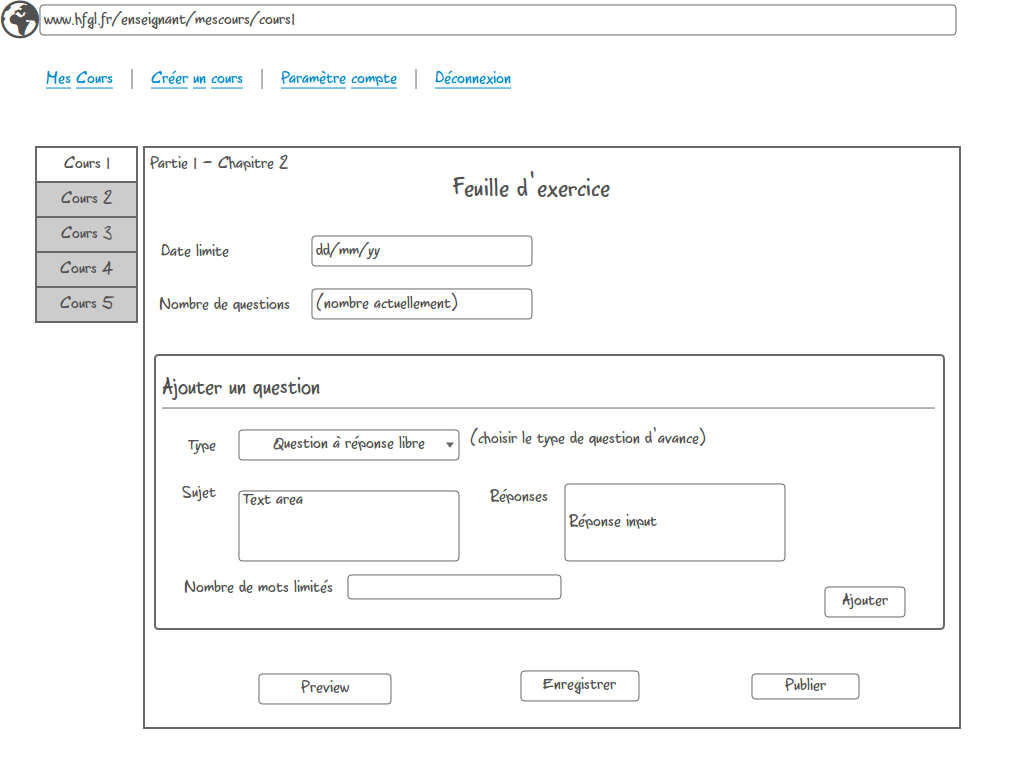 www.hfgl.fr/enseignant/mescours/cours1
Mes Cours | Créer un cours | Paramètre compte | Déconnexion
Cours 1
Cours 2
Cours 3
Cours 4
Cours 5
Partie 1 - Chapitre 2
Feuille d'exercice
Date limite dd/mm/yy
Nombre de questions (nombre actuellement)
Ajouter un question
Type Question à réponse libre (choisir le type de question d'avance)
Sujet Text area Réponses Réponse input
Nombre de mots limités
Ajouter
Preview Enregistrer Publier